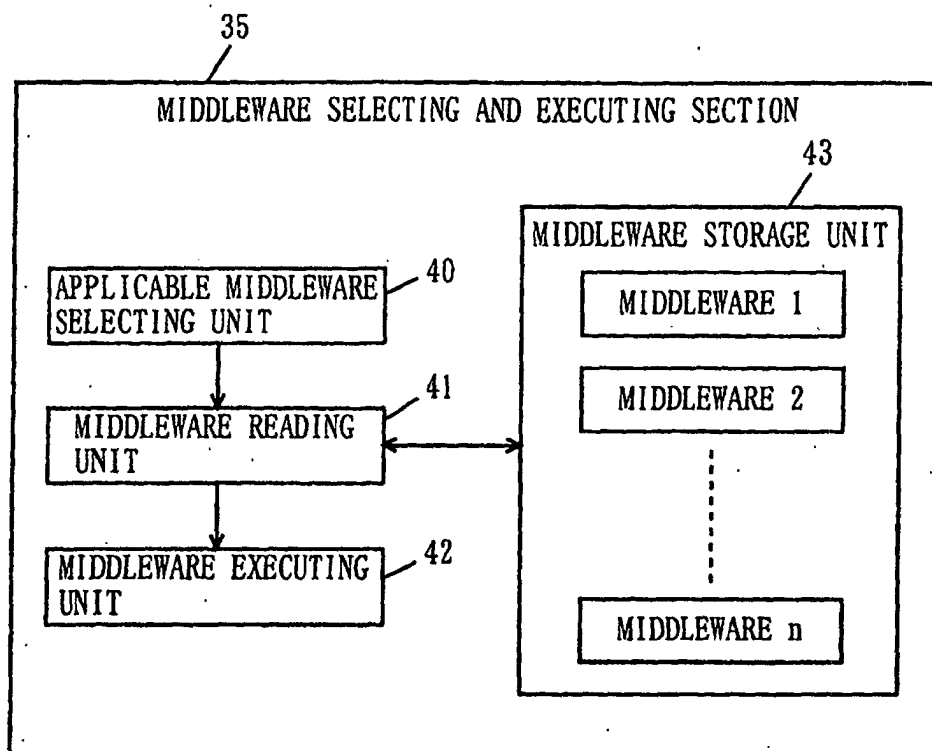 35
MIDDLEWARE SELECTING AND EXECUTING SECTION
43
MIDDLEWARE STORAGE UNIT
MIDDLEWARE 1
MIDDLEWARE 2
MIDDLEWARE n
40
APPLICABLE MIDDLEWARE
SELECTING UNIT
41
MIDDLEWARE READING
UNIT
42
MIDDLEWARE EXECUTING
UNIT